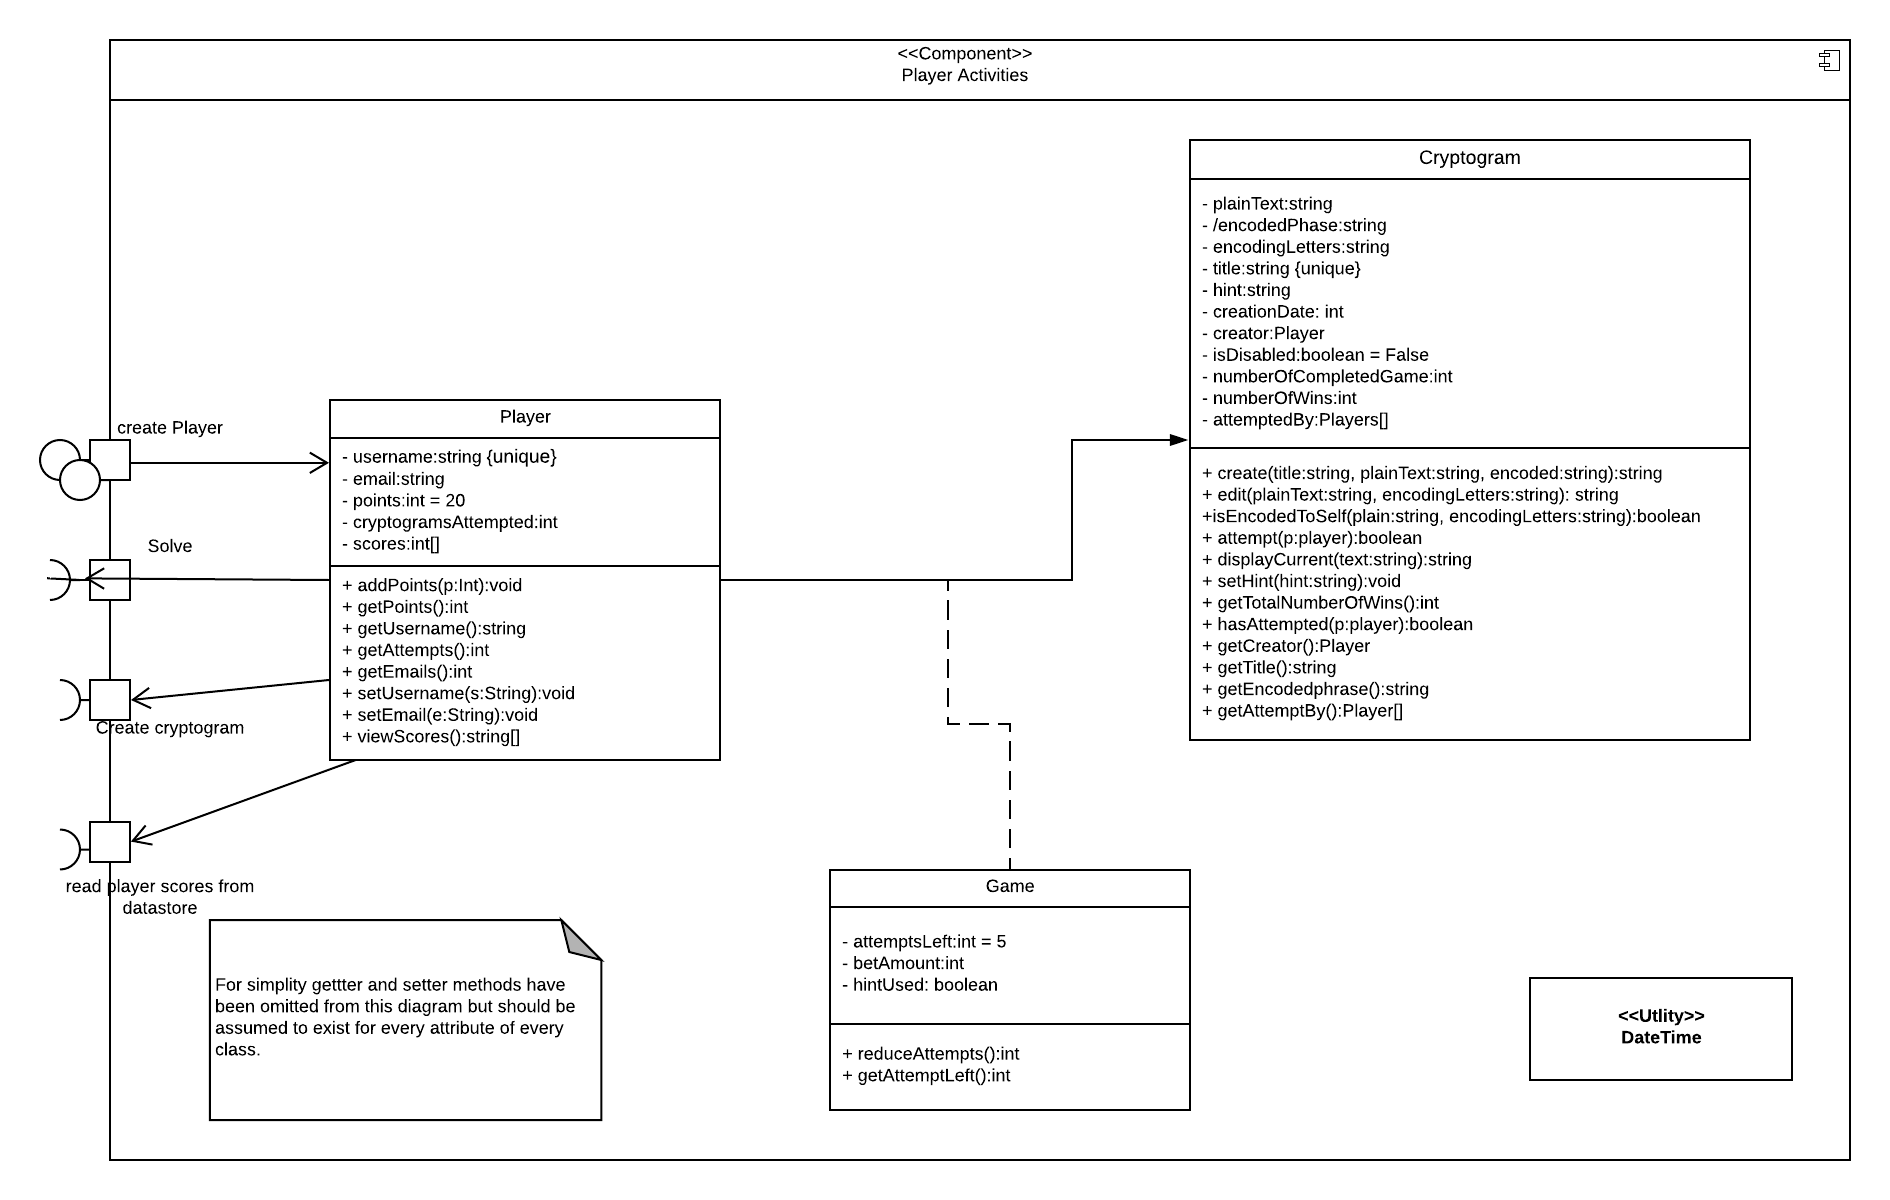 <<Component>>
Player Activities
Cryptogram
- plainText:string
- /encodedPhase:string
- encodingLetters:string
- title:string {unique}
- hint:string
- creationDate: int
- creator:Player
- isDisabled:boolean = False
- numberOfCompletedGame:int
- numberOfWins:int
- attemptedBy:Players[]
+ create(title:string, plainText:string, encoded:string):string
+ edit(plainText:string, encodingLetters:string): string
+isEncodedToSelf(plain:string, encodingLetters:string):boolean
+ attempt(p:player):boolean
+ displayCurrent(text:string):string
+ setHint(hint:string):void
+ getTotalNumberOfWins():int
+ hasAttempted(p:player):boolean
+ getCreator():Player
+ getTitle():string
+ getEncodedphrase():string
+ getAttemptBy():Player[]
create Player
Solve
Create cryptogram
read player scores from
datastore
Player
- username:string {unique}
- email:string
- points:int = 20
- cryptogramsAttempted:int
- scores:int[]
+ addPoints(p:Int):void
+ getPoints():int
+ getUsername():string
+ getAttempts():int
+ getEmails():int
+ setUsername(s:String):void
+ setEmail(e:String):void
+ viewScores():string[]
For simplity gettter and setter methods have
been omitted from this diagram but should be
assumed to exist for every attribute of every
class.
Game
- attemptsLeft:int = 5
- betAmount:int
- hintUsed: boolean
+ reduceAttempts():int
+ getAttemptLeft():int
<<Utlity>>
DateTime